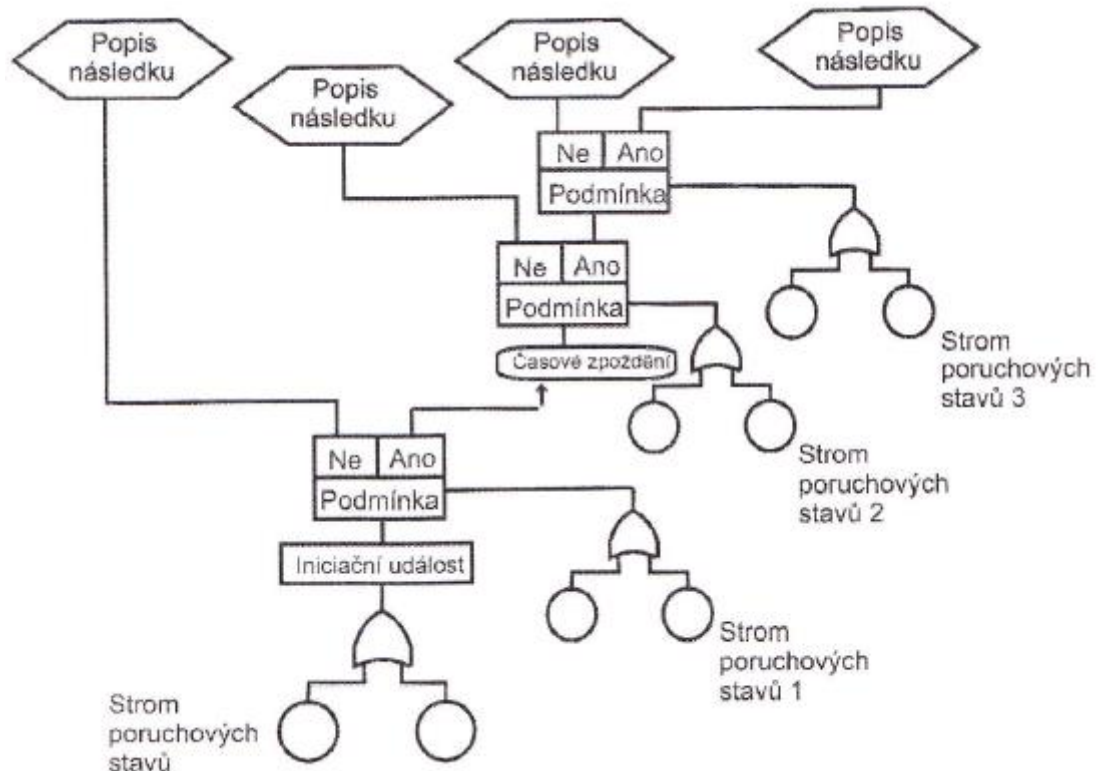 Popis
následku
Popis
následku
Popis
následku
Popis
následku
Ne
Ano
Podmínka
Ne
Ano
Podmínka
Časové zpoždění
Strom
poruchových
stavů 3
Ne
Ano
Podmínka
Strom
poruchových
stavů 2
Iniciační událost
Strom
poruchových
stavů 1
Strom
poruchových
stavů